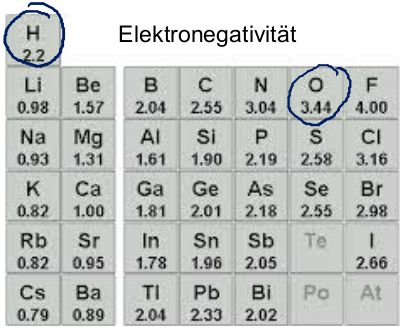 H Elektronegativität
2.2
Li Be B C N O F
0.98 1.57 2.04 2.55 3.04 3.44 4.00
Na Mg Al Si P S Cl
0.93 1.31 1.61 1.90 2.19 2.58 3.16
K Ca Ga Ge As Se Br
0.82 1.00 1.81 2.01 2.18 2.55 2.98
Rb Sr In Sn Sb Te I
0.82 0.95 1.78 1.96 2.05 2.66
Cs Ba Tl Pb Bi Po At
0.79 0.89 2.04 2.33 2.02